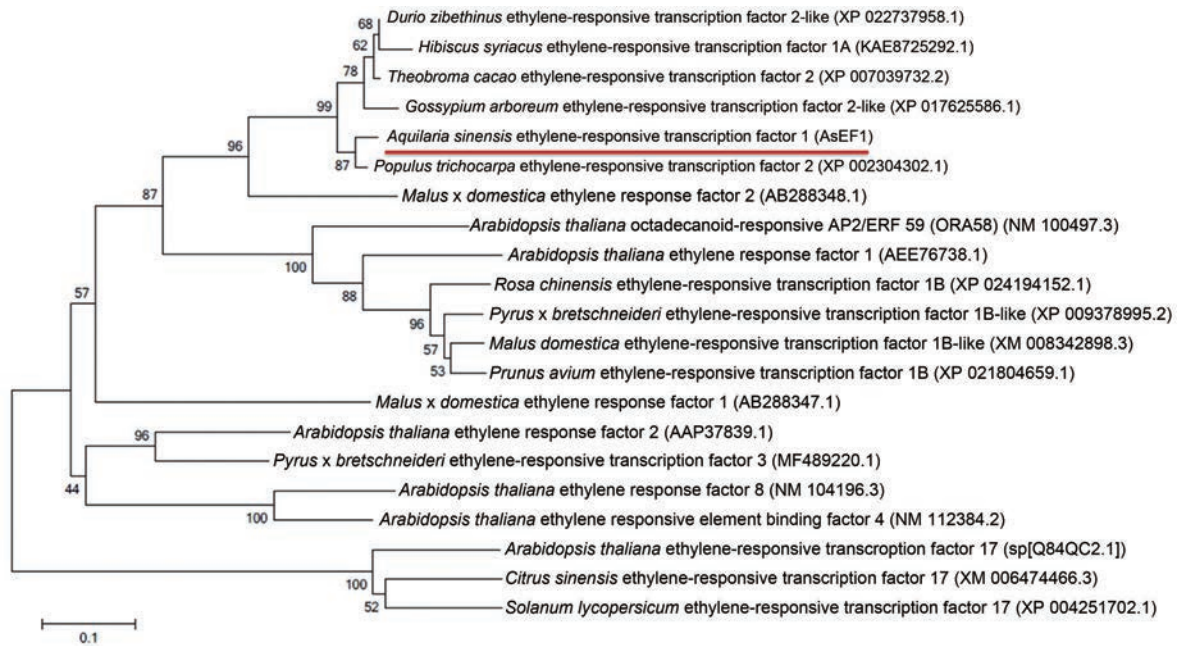 68
Durio zibethinus ethylene-responsive transcription factor 2-like (XP 022737958.1)
62
Hibiscus syriacus ethylene-responsive transcription factor 1A (KAE8725292.1)
78
Theobroma cacao ethylene-responsive transcription factor 2 (XP 007039732.2)
99
Gossypium arboreum ethylene-responsive transcription factor 2-like (XP 017625586.1)
96
Aquilaria sinensis ethylene-responsive transcription factor 1 (AsEF1)
87
Populus trichocarpa ethylene-responsive transcription factor 2 (XP 002304302.1)
87
Malus x domestica ethylene response factor 2 (AB288348.1)
Arabidopsis thaliana octadecanoid-responsive AP2/ERF 59 (ORA58) (NM 100497.3)
100
Arabidopsis thaliana ethylene response factor 1 (AEE76738.1)
57
88
Rosa chinensis ethylene-responsive transcription factor 1B (XP 024194152.1)
96
Pyrus x bretschneideri ethylene-responsive transcription factor 1B-like (XP 009378995.2)
57
Malus domestica ethylene-responsive transcription factor 1B-like (XM 008342898.3)
53
Prunus avium ethylene-responsive transcription factor 1B (XP 021804659.1)
Malus x domestica ethylene response factor 1 (AB288347.1)
96
Arabidopsis thaliana ethylene response factor 2 (AAP37839.1)
Pyrus x bretschneideri ethylene-responsive transcription factor 3 (MF489220.1)
44
Arabidopsis thaliana ethylene response factor 8 (NM 104196.3)
100
Arabidopsis thaliana ethylene responsive element binding factor 4 (NM 112384.2)
Arabidopsis thaliana ethylene-responsive transcroption factor 17 (sp[Q84QC2.1])
100
Citrus sinensis ethylene-responsive transcription factor 17 (XM 006474466.3)
52
Solanum lycopersicum ethylene-responsive transcription factor 17 (XP 004251702.1)
0.1